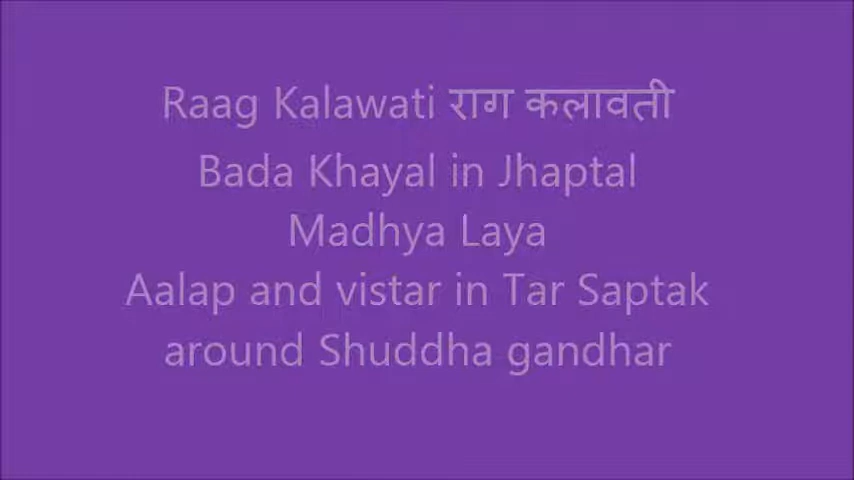 Raag Kalawati राग कलावती
Bada Khayal in Jhaptal
Madhya Laya
Aalap and vistar in Tar Saptak
around Shuddha gandhar